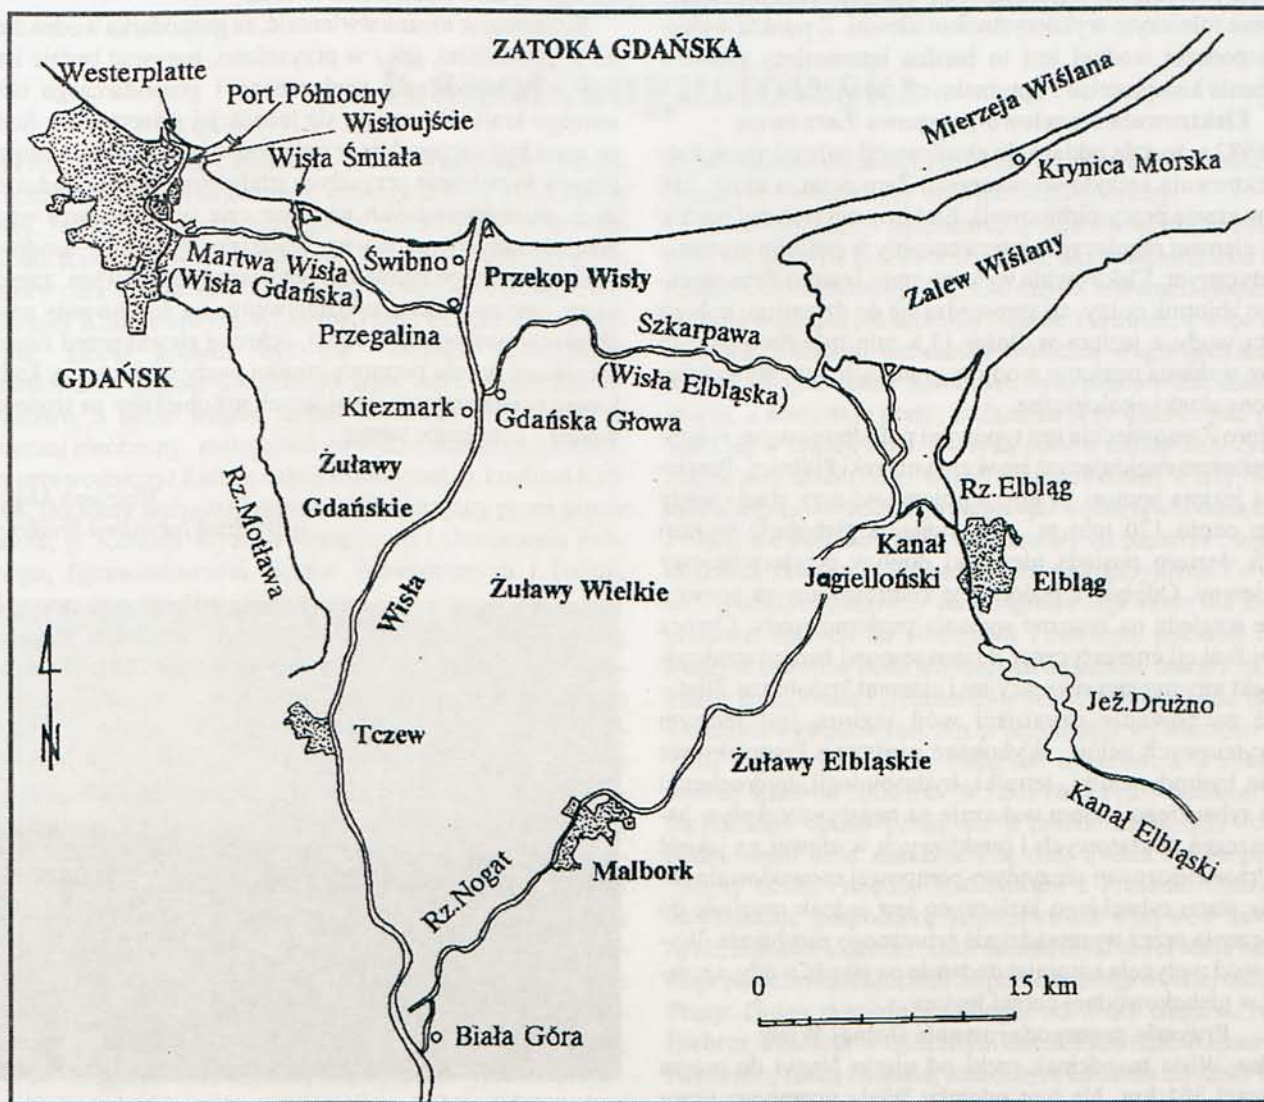 ZATOKA GDAŃSKA
Westerplatte
Port Północny
Wisłoujście
Wisła Śmiała
Mierzeja Wiślana
Krynica Morska
Martwa Wisła
(Wisła Gdańska)
Świbno
Przekop Wisły
Zalew Wiślany
Przegalina
Szkarpawa
(Wisła Elbląska)
GDAŃSK
Kiezmark
Gdańska Głowa
Żuławy
Gdańskie
Rz.Motława
Rz.Elbląg
Kanał
Jagielloński
Elbląg
Wisła
Żuławy Wielkie
N
Tczew
Jež.Drużno
Żuławy Elbląskie
Kanał Elbląski
Rz.Nogat
Malbork
0 15 km
Biała Góra